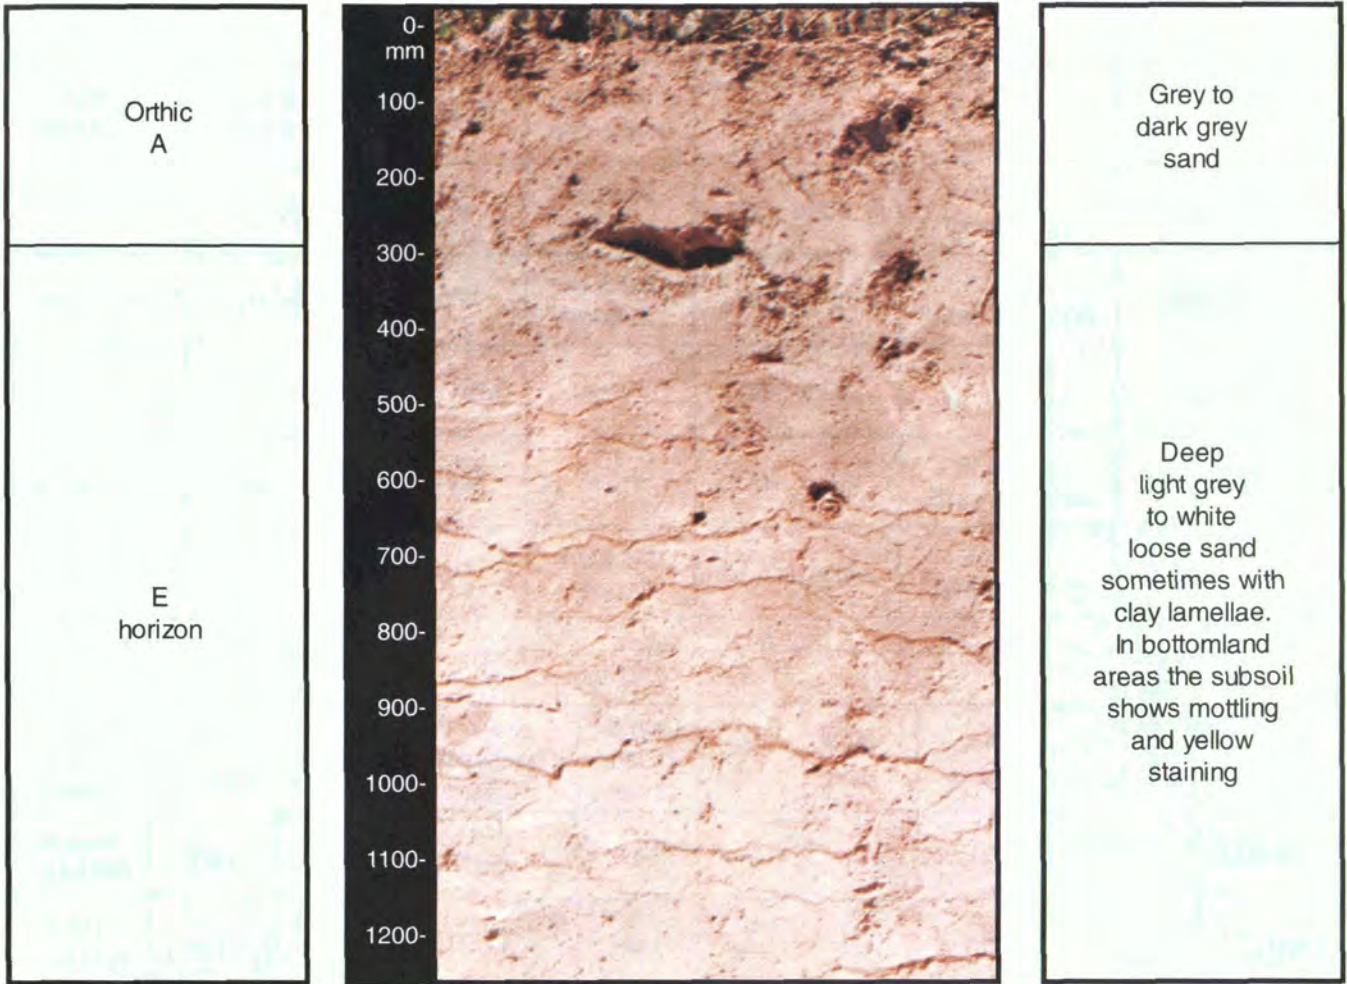 Orthic
A
E
horizon
0-
mm
100-
200-
300-
400-
500-
600-
700-
800-
900-
1000-
1100-
1200-
Grey to
dark grey
sand
Deep
light grey
to white
loose sand
sometimes with
clay lamellae.
In bottomland
areas the subsoil
shows mottling
and yellow
staining